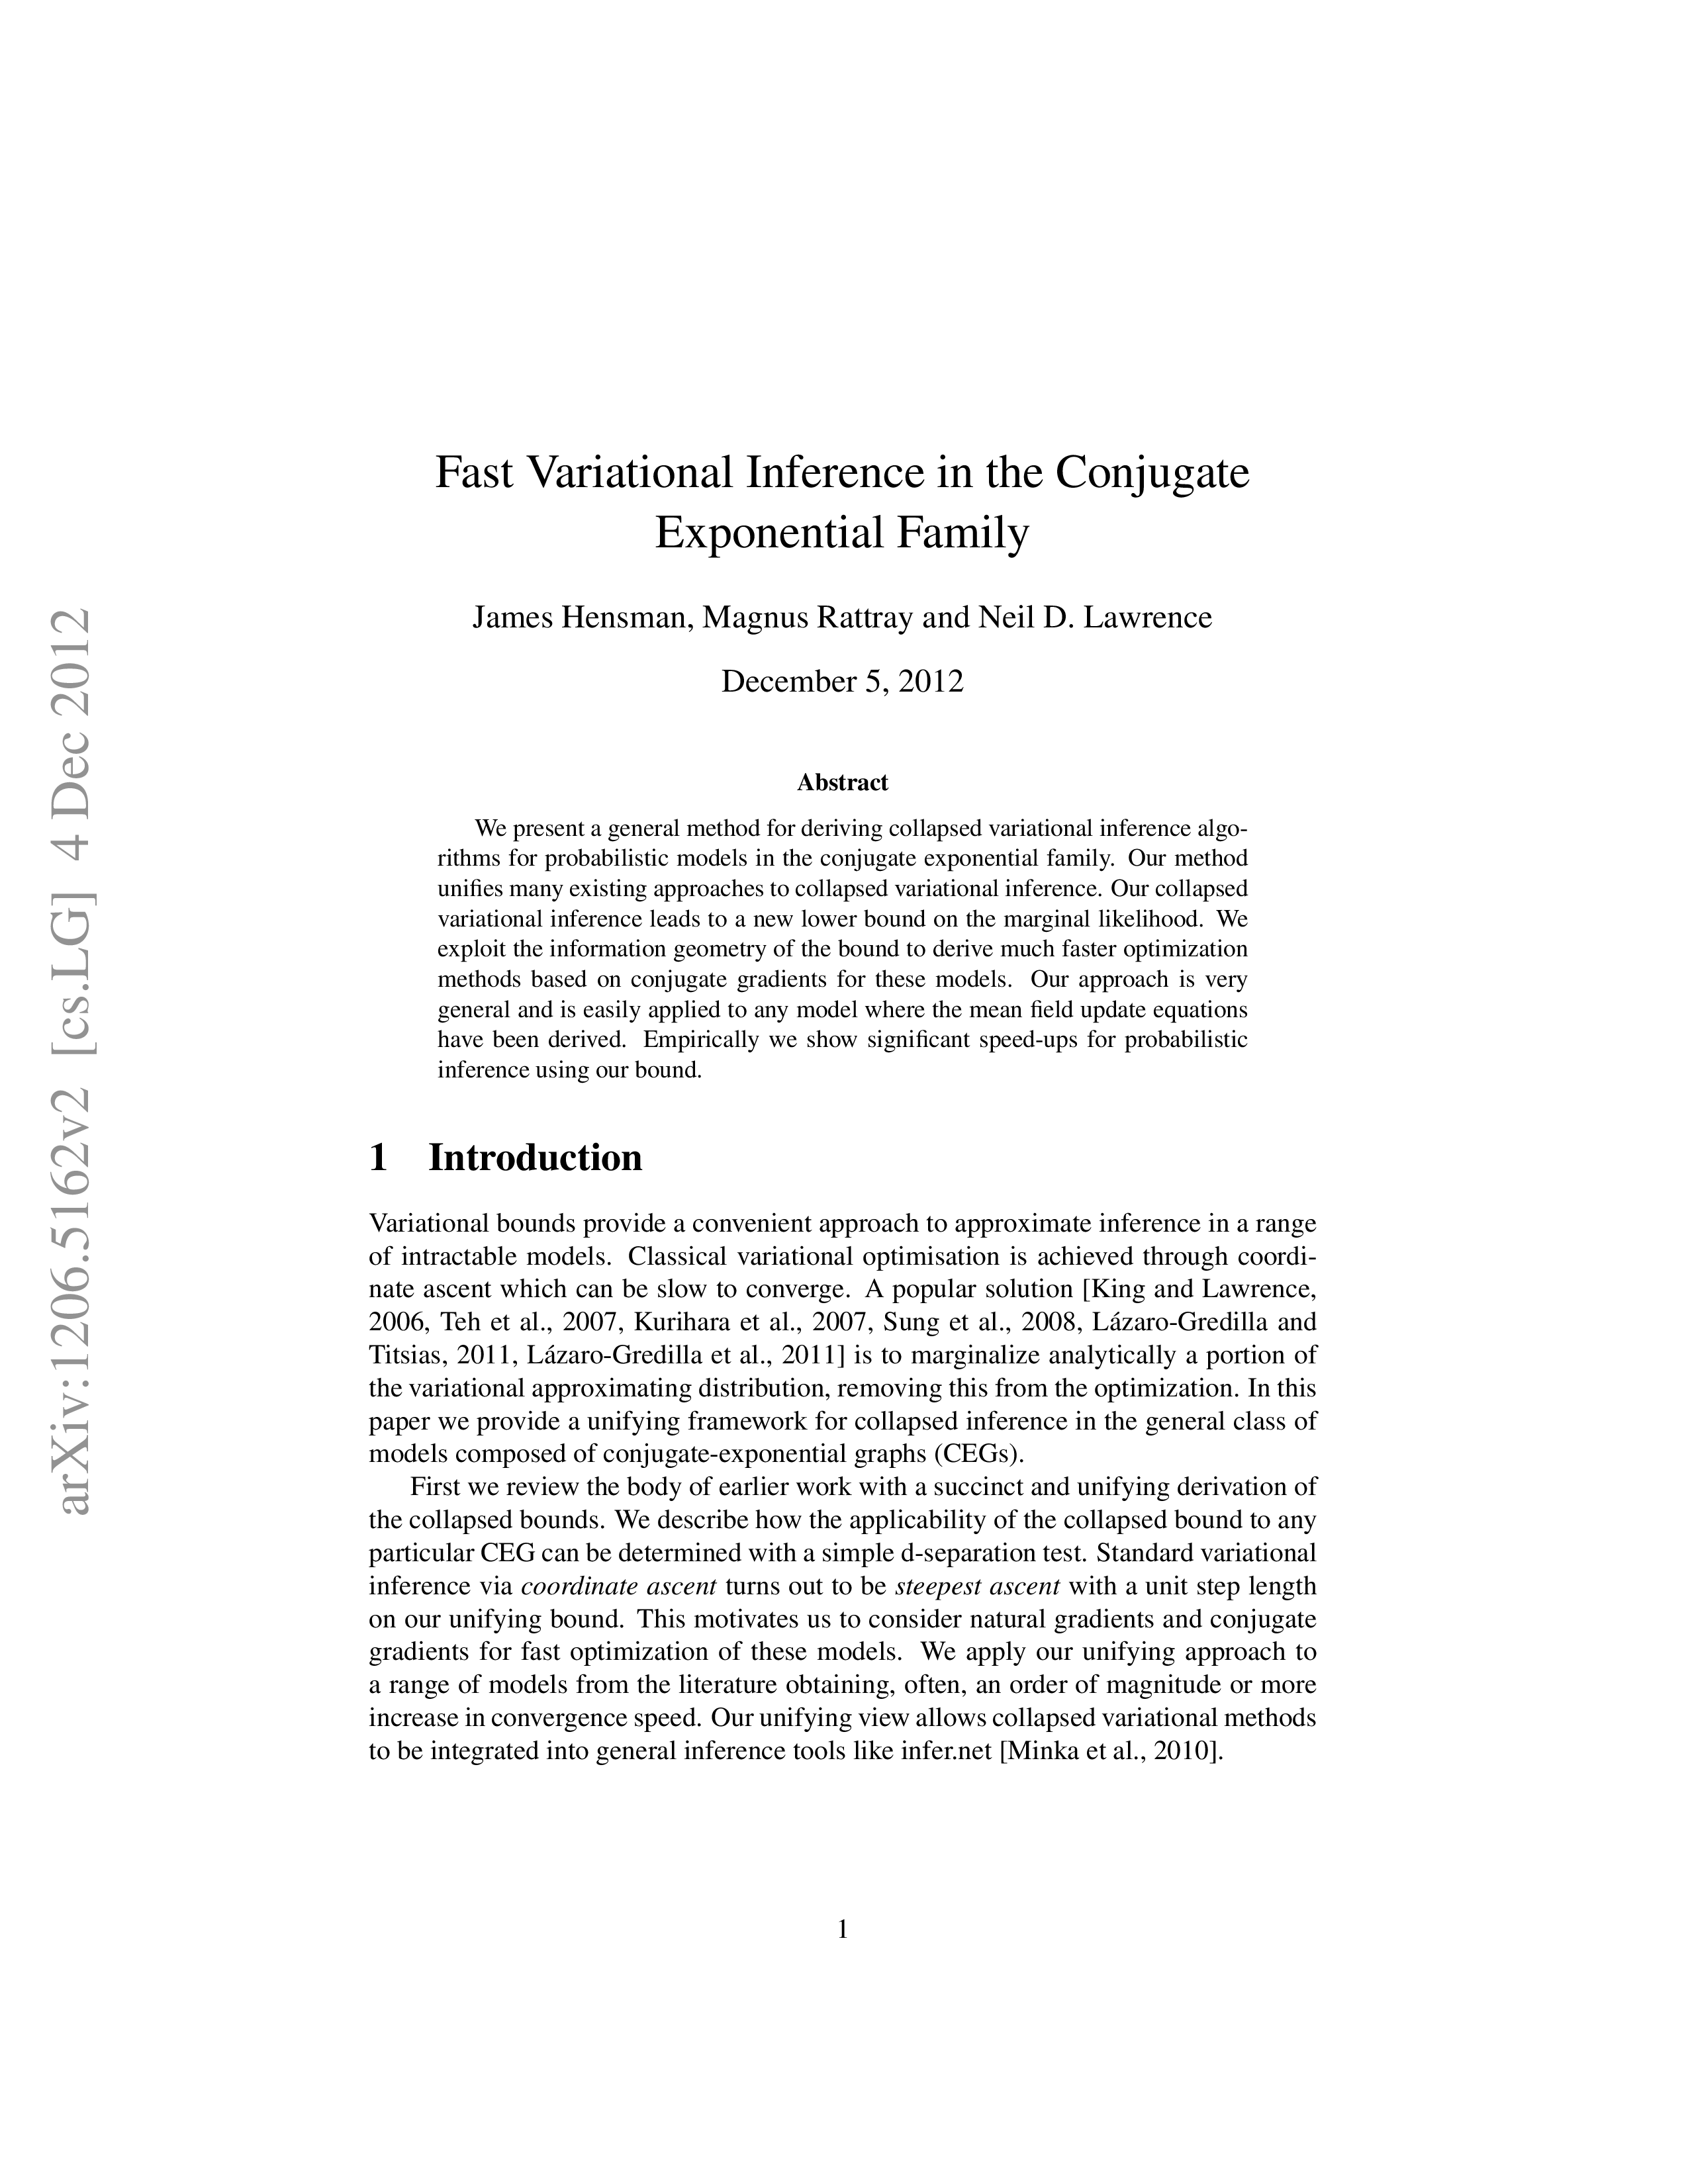 arXiv:1206.5162v2 [cs.LG] 4 Dec 2012
Fast Variational Inference in the Conjugate
Exponential Family
James Hensman, Magnus Rattray and Neil D. Lawrence
December 5, 2012
Abstract
We present a general method for deriving collapsed variational inference algo-
rithms for probabilistic models in the conjugate exponential family. Our method
unifies many existing approaches to collapsed variational inference. Our collapsed
variational inference leads to a new lower bound on the marginal likelihood. We
exploit the information geometry of the bound to derive much faster optimization
methods based on conjugate gradients for these models. Our approach is very
general and is easily applied to any model where the mean field update equations
have been derived. Empirically we show significant speed-ups for probabilistic
inference using our bound.
1 Introduction
Variational bounds provide a convenient approach to approximate inference in a range
of intractable models. Classical variational optimisation is achieved through coordi-
nate ascent which can be slow to converge. A popular solution [King and Lawrence,
2006, Teh et al., 2007, Kurihara et al., 2007, Sung et al., 2008, Lázaro-Gredilla and
Titsias, 2011, Lázaro-Gredilla et al., 2011] is to marginalize analytically a portion of
the variational approximating distribution, removing this from the optimization. In this
paper we provide a unifying framework for collapsed inference in the general class of
models composed of conjugate-exponential graphs (CEGs).
First we review the body of earlier work with a succinct and unifying derivation of
the collapsed bounds. We describe how the applicability of the collapsed bound to any
particular CEG can be determined with a simple d-separation test. Standard variational
inference via coordinate ascent turns out to be steepest ascent with a unit step length
on our unifying bound. This motivates us to consider natural gradients and conjugate
gradients for fast optimization of these models. We apply our unifying approach to
a range of models from the literature obtaining, often, an order of magnitude or more
increase in convergence speed. Our unifying view allows collapsed variational methods
to be integrated into general inference tools like infer.net [Minka et al., 2010].
1